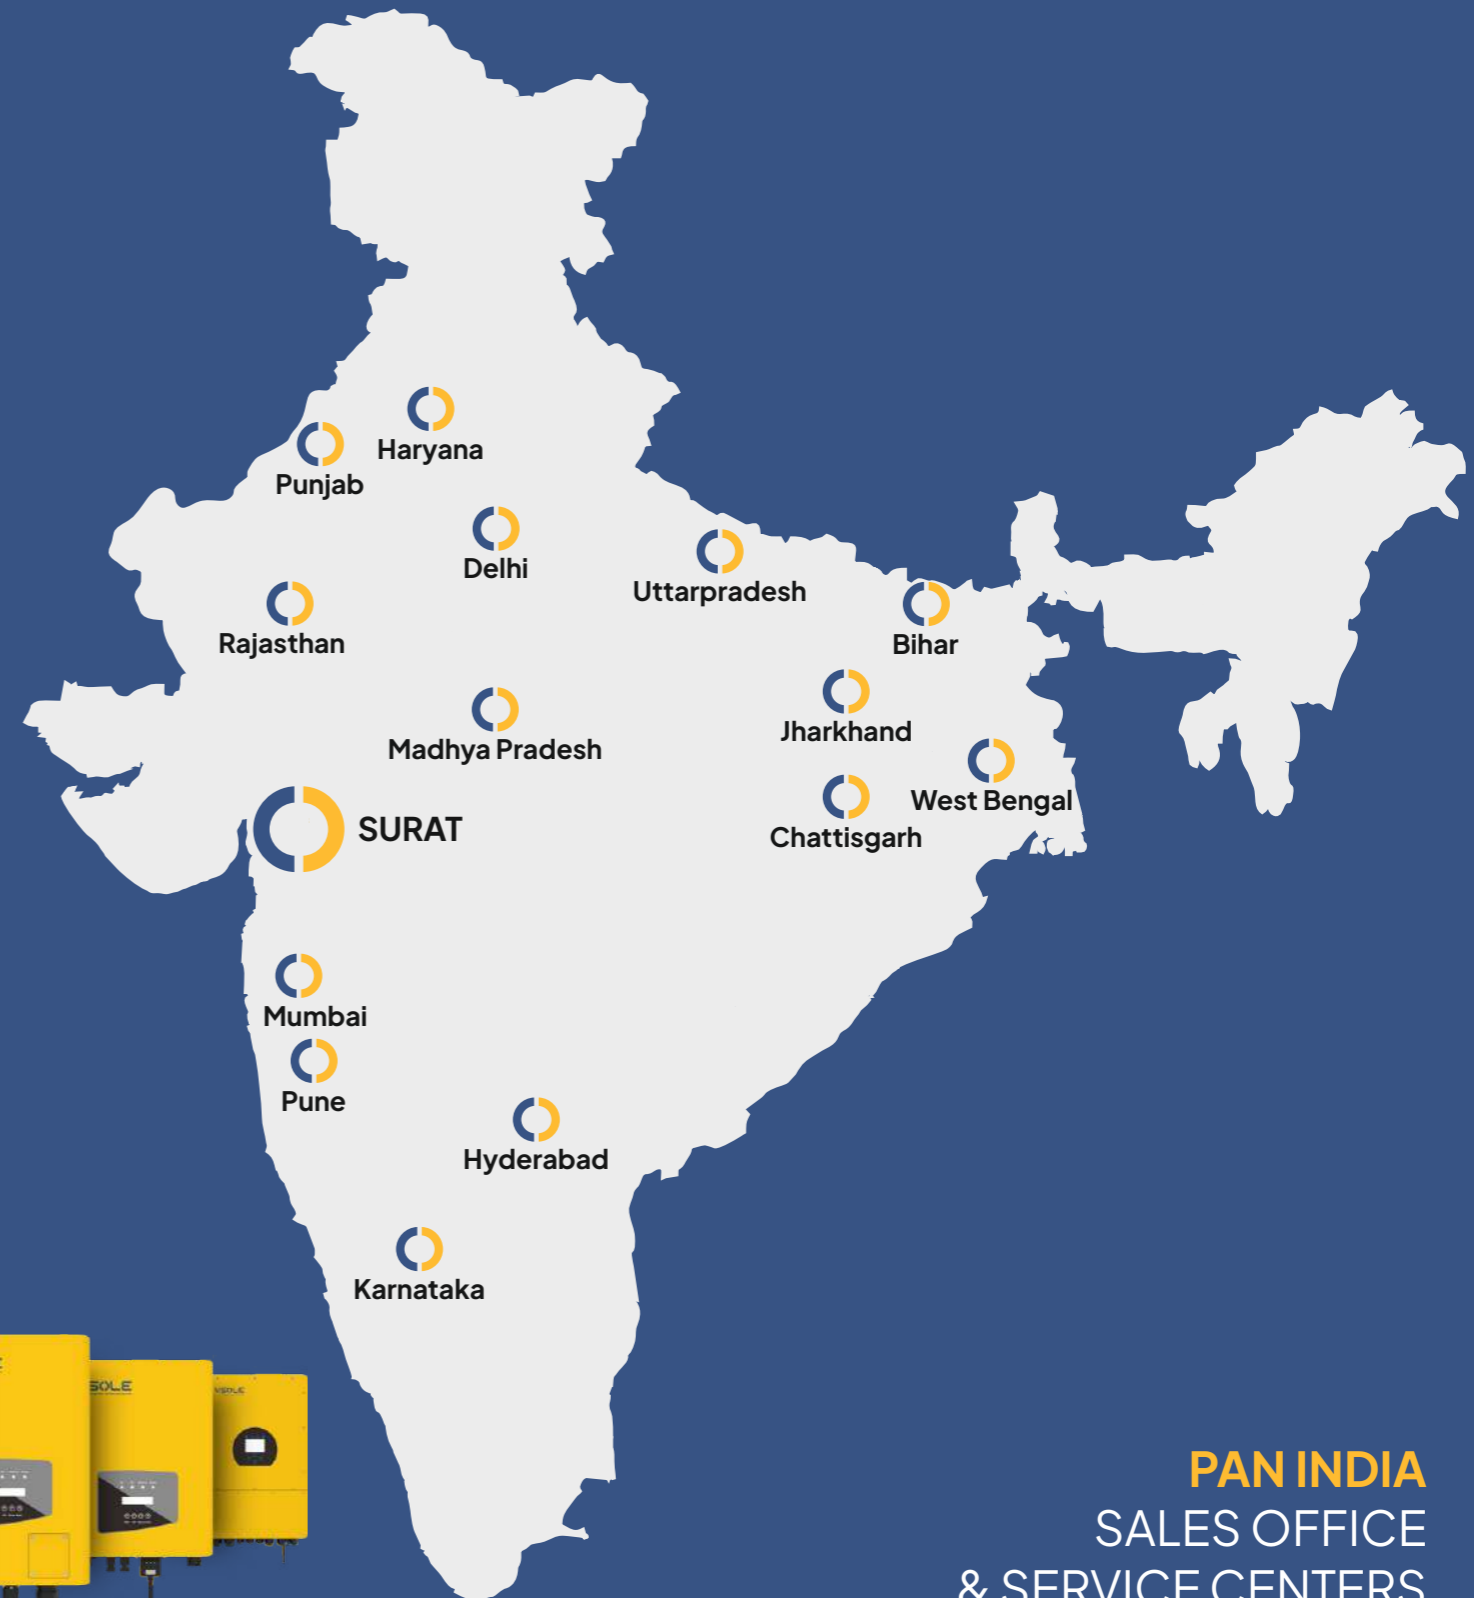 Haryana
Punjab
Delhi
Uttarpradesh
Rajasthan
Bihar
Jharkhand
Madhya Pradesh
West Bengal
SURAT
Chattisgarh
Mumbai
Pune
Hyderabad
Karnataka
PAN INDIA
SALES OFFICE
& SERVICE CENTERS